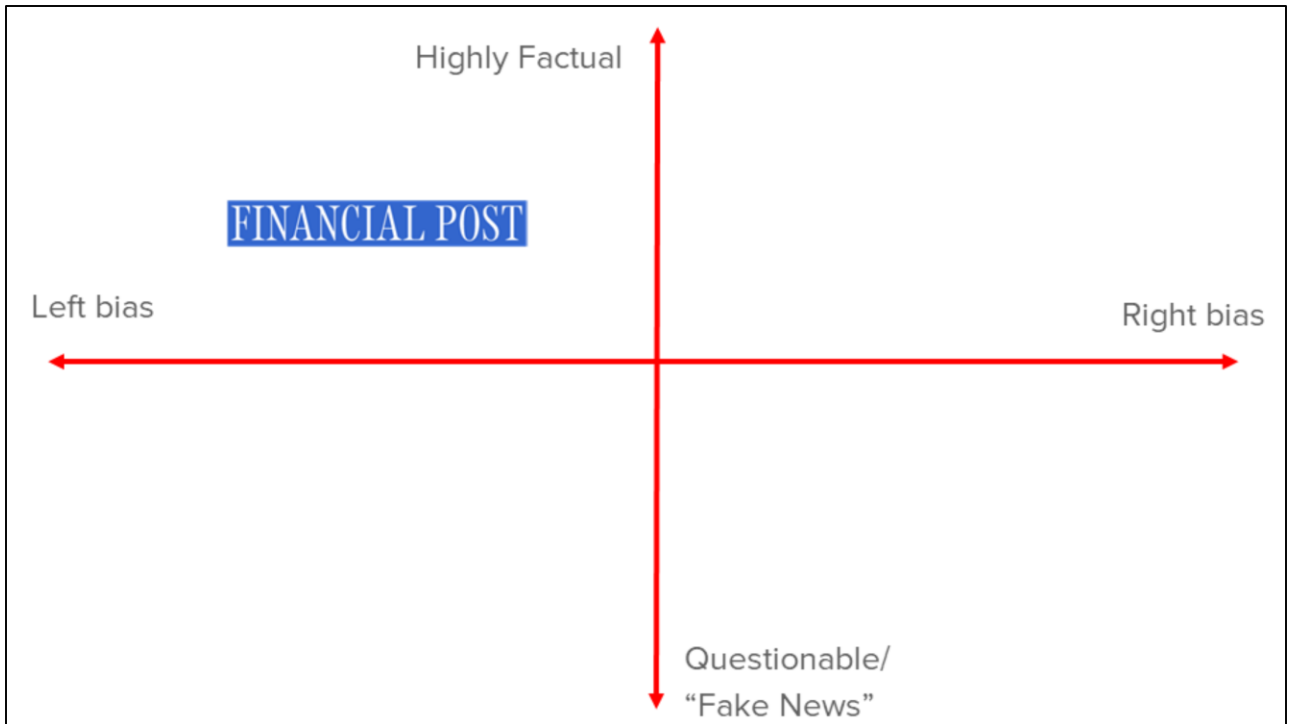 Highly Factual
FINANCIAL POST
Left bias
Right bias
Questionable/
“Fake News”